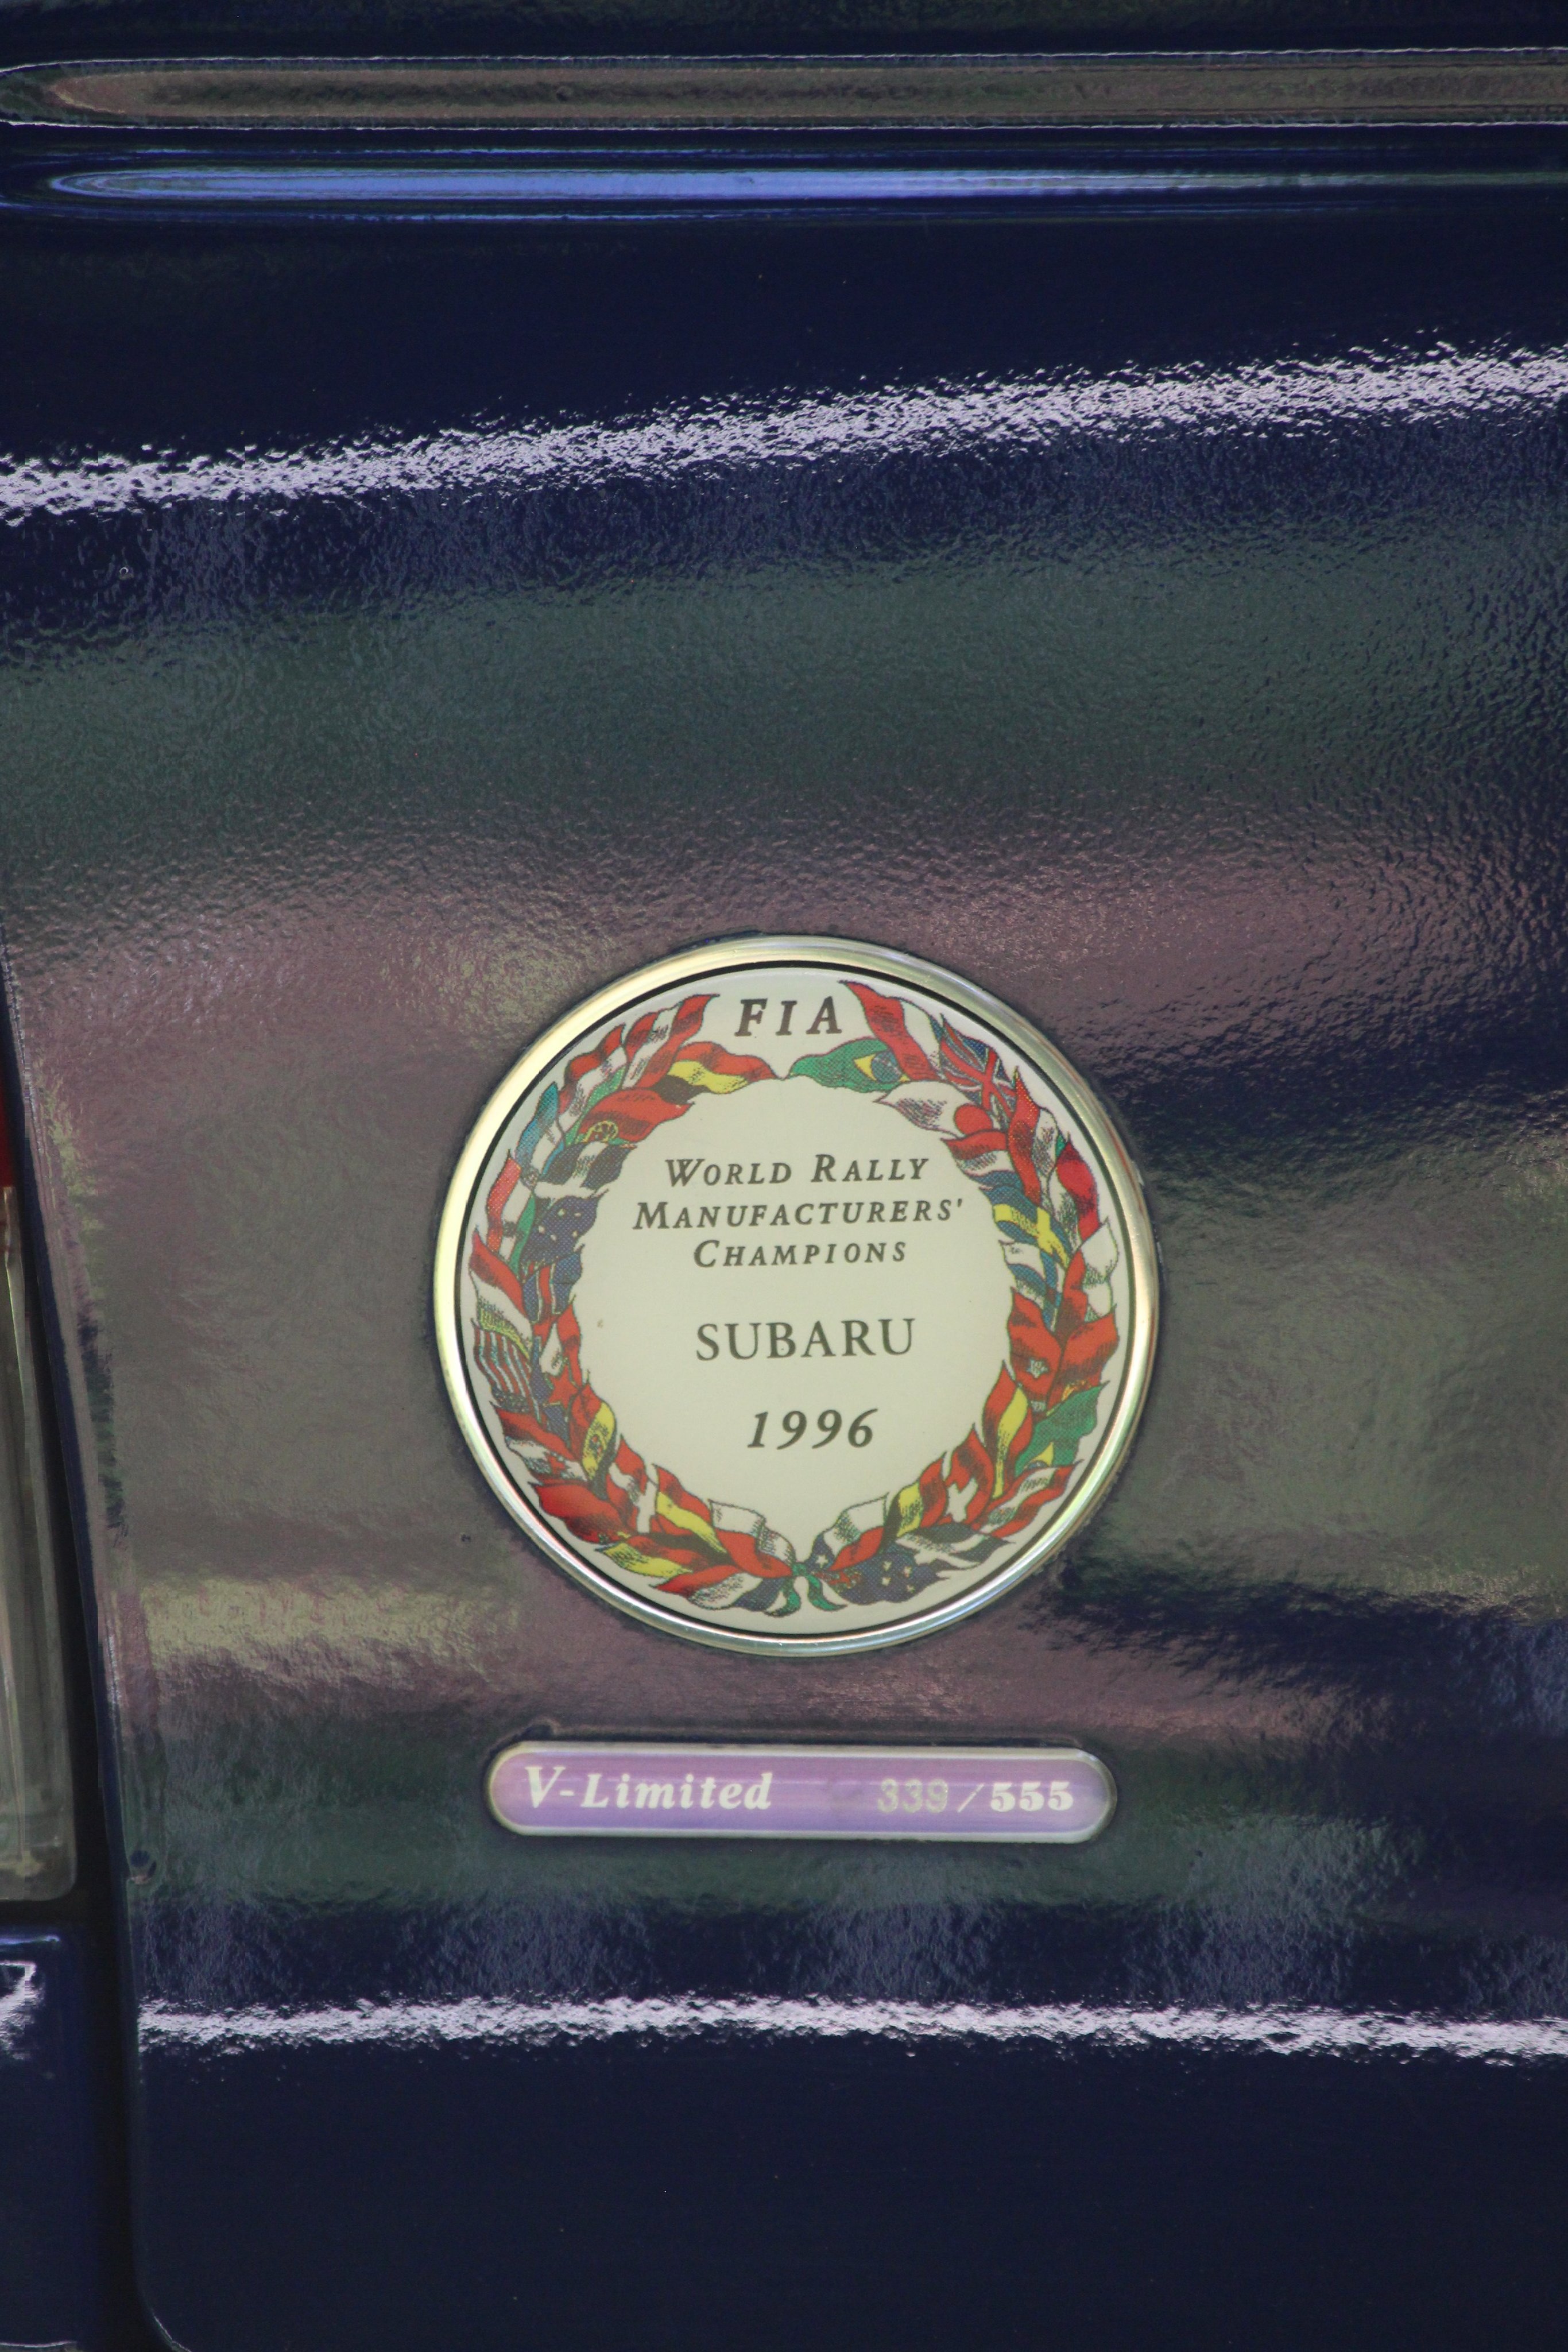 FIA
WORLD RALLY
MANUFACTURERS'
CHAMPIONS
SUBARU
1996
V-Limited 339/555